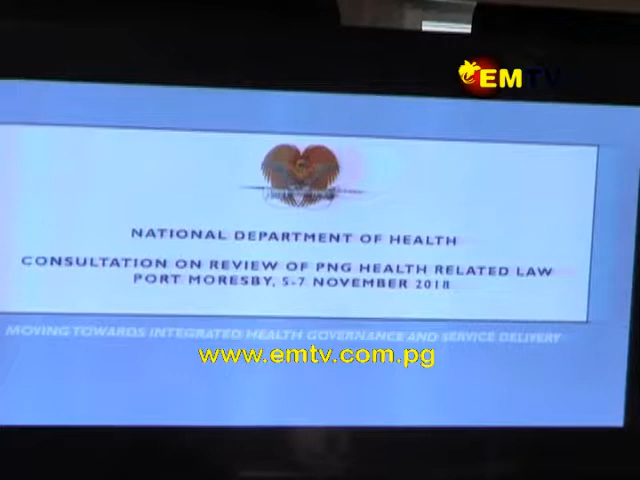 EMTV
NATIONAL DEPARTMENT OF HEALTH
CONSULTATION ON REVIEW OF PNG HEALTH RELATED LAW
PORT MORESBY, 5-7 NOVEMBER 2018
MOVING TOWARDS INTEGRATED HEALTH GOVERNANCE AND SERVICE DELIVERY
www.emtv.com.pg